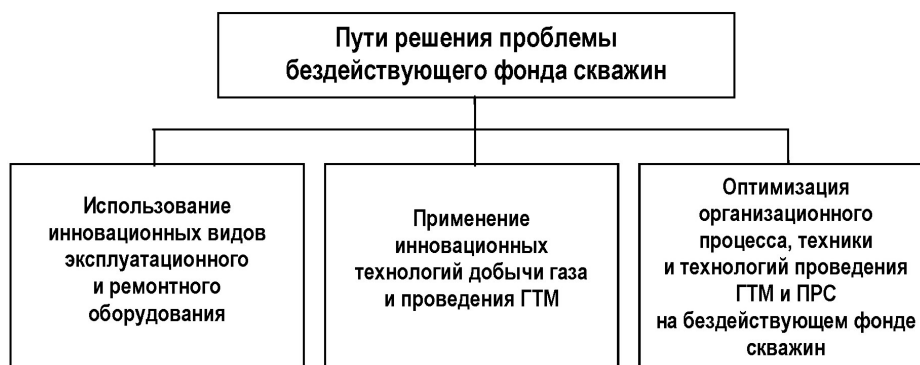 Пути решения проблемы
бездействующего фонда скважин
Использование
инновационных видов
эксплуатационного
и ремонтного
оборудования
Применение
инновационных
технологий добычи газа
и проведения ГТМ
Оптимизация
организационного
процесса, техники
и технологий проведения
ГТМ и ПРС
на бездействующем фонде
скважин